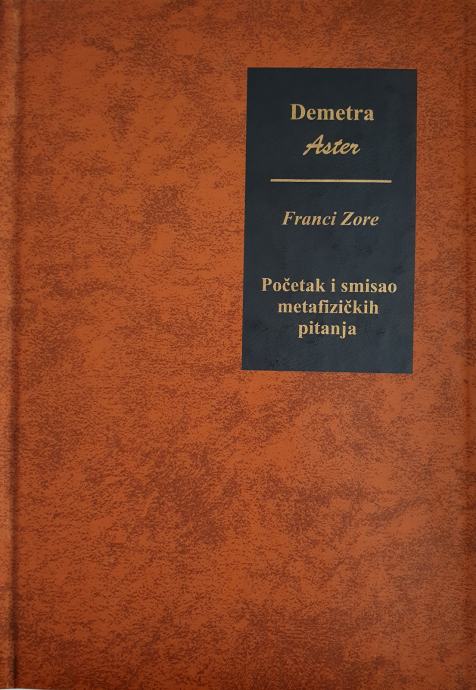 Demetra
Aster
Franci Zore
Početak i smisao
metafizičkih
pitanja